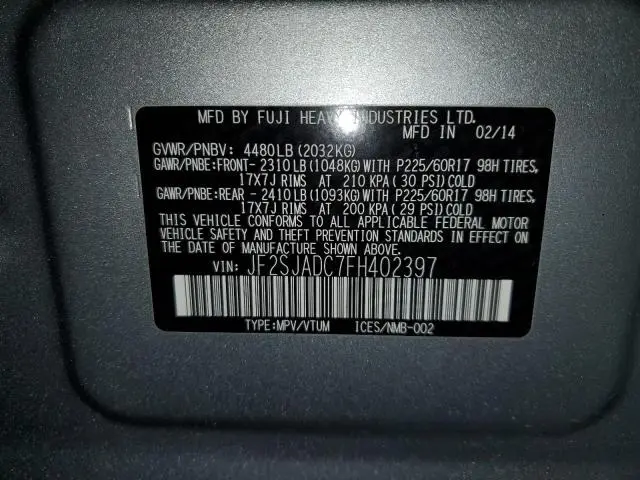 MFD BY FUJI HEAVY INDUSTRIES LTD.
MFD IN 02/14
GVWR/PNBV: 4480LB(2032KG)
GAWR/PNBE:FRONT- 2310LB(1048KG)WITH P225/60R17 98H TIRES,
17X7J RIMS AT 210 KPA(30 PSI)COLD
GAWR/PNBE:REAR - 2410LB(1093KG)WITH P225/60R17 98H TIRES,
17X7J RIMS AT 200 KPA(29 PSI)COLD
THIS VEHICLE CONFORMS TO ALL APPLICABLE FEDERAL MOTOR
VEHICLE SAFETY, BUMPER, AND THEFT PREVENTION STANDARDS IN EFFECT ON
THE DATE OF MANUFACTURE SHOWN ABOVE.
VIN: JF2SJADC7FH402397
TYPE:MPV/VTUM ICES/NMB-002